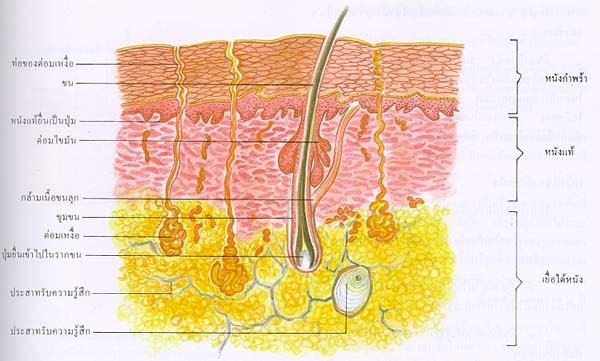 ท่อของต่อมเหงื่อ
ขน
หนังแท้ยื่นเป็นปุ่ม
ต่อมไขมัน
กล้ามเนื้อขนลุก
ขุมขน
ต่อมเหงื่อ
ปุ่มยื่นเข้าไปในรากขน
ประสาทรับความรู้สึก
ประสาทรับความรู้สึก
หนังกำพร้า
หนังแท้
เยื่อใต้หนัง